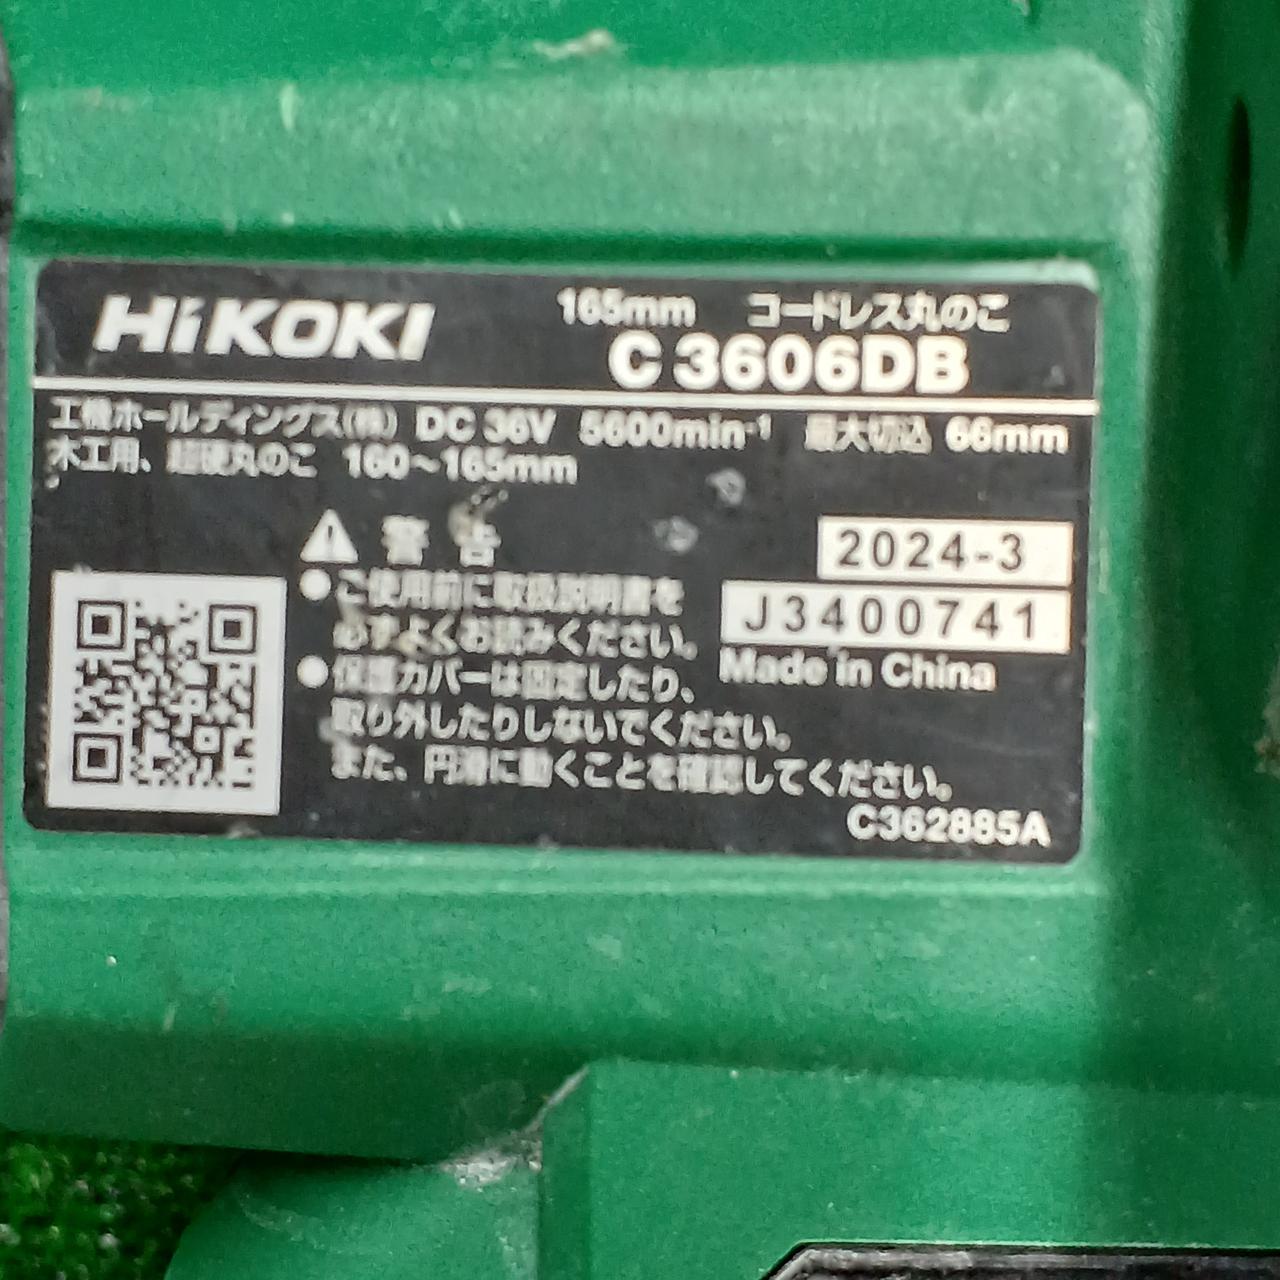 HiKOKI
165mm コードレス丸のこ
C 3606DB
工機ホールディングス(株) DC 36V 5600min-1 最大切込 66mm
木工用、超硬丸のこ 160〜165mm
警告
●ご使用前に取扱説明書を
必ずよくお読みください。
●保護カバーは固定したり、
取り外したりしないでください。
また、円滑に動くことを確認してください。
2024-3
J3400741
Made in China
C362885A